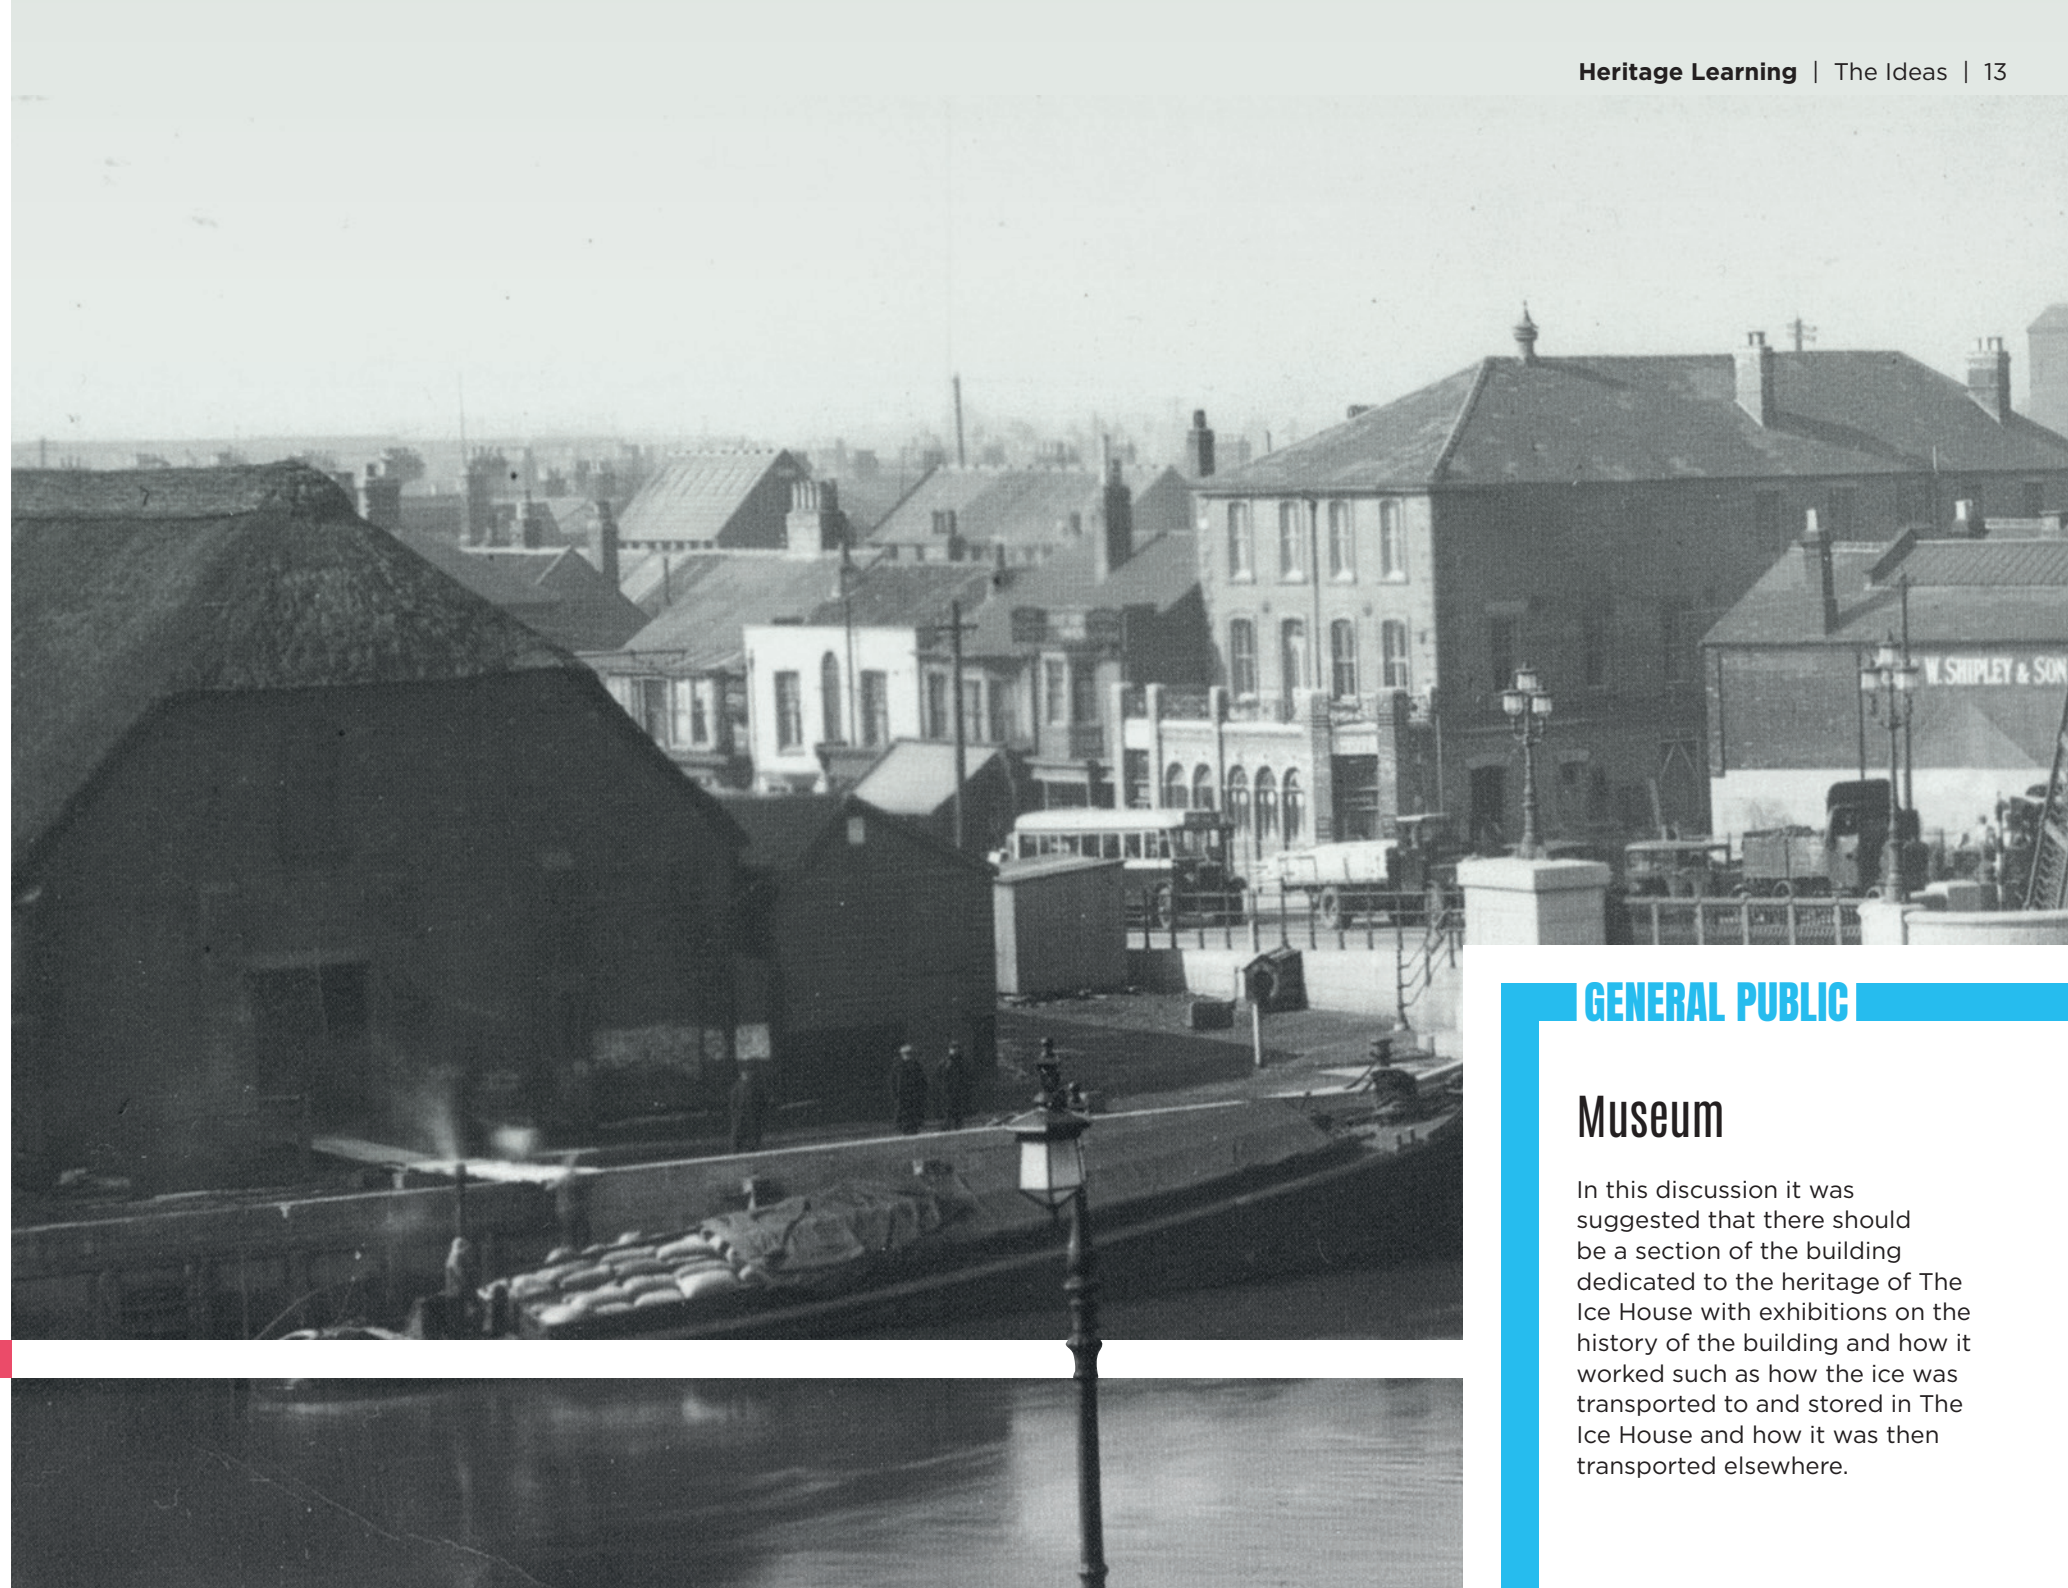 Heritage Learning | The Ideas | 13
W. SHIPLEY & SON
GENERAL PUBLIC
Museum
In this discussion it was
suggested that there should
be a section of the building
dedicated to the heritage of The
Ice House with exhibitions on the
history of the building and how it
worked such as how the ice was
transported to and stored in The
Ice House and how it was then
transported elsewhere.